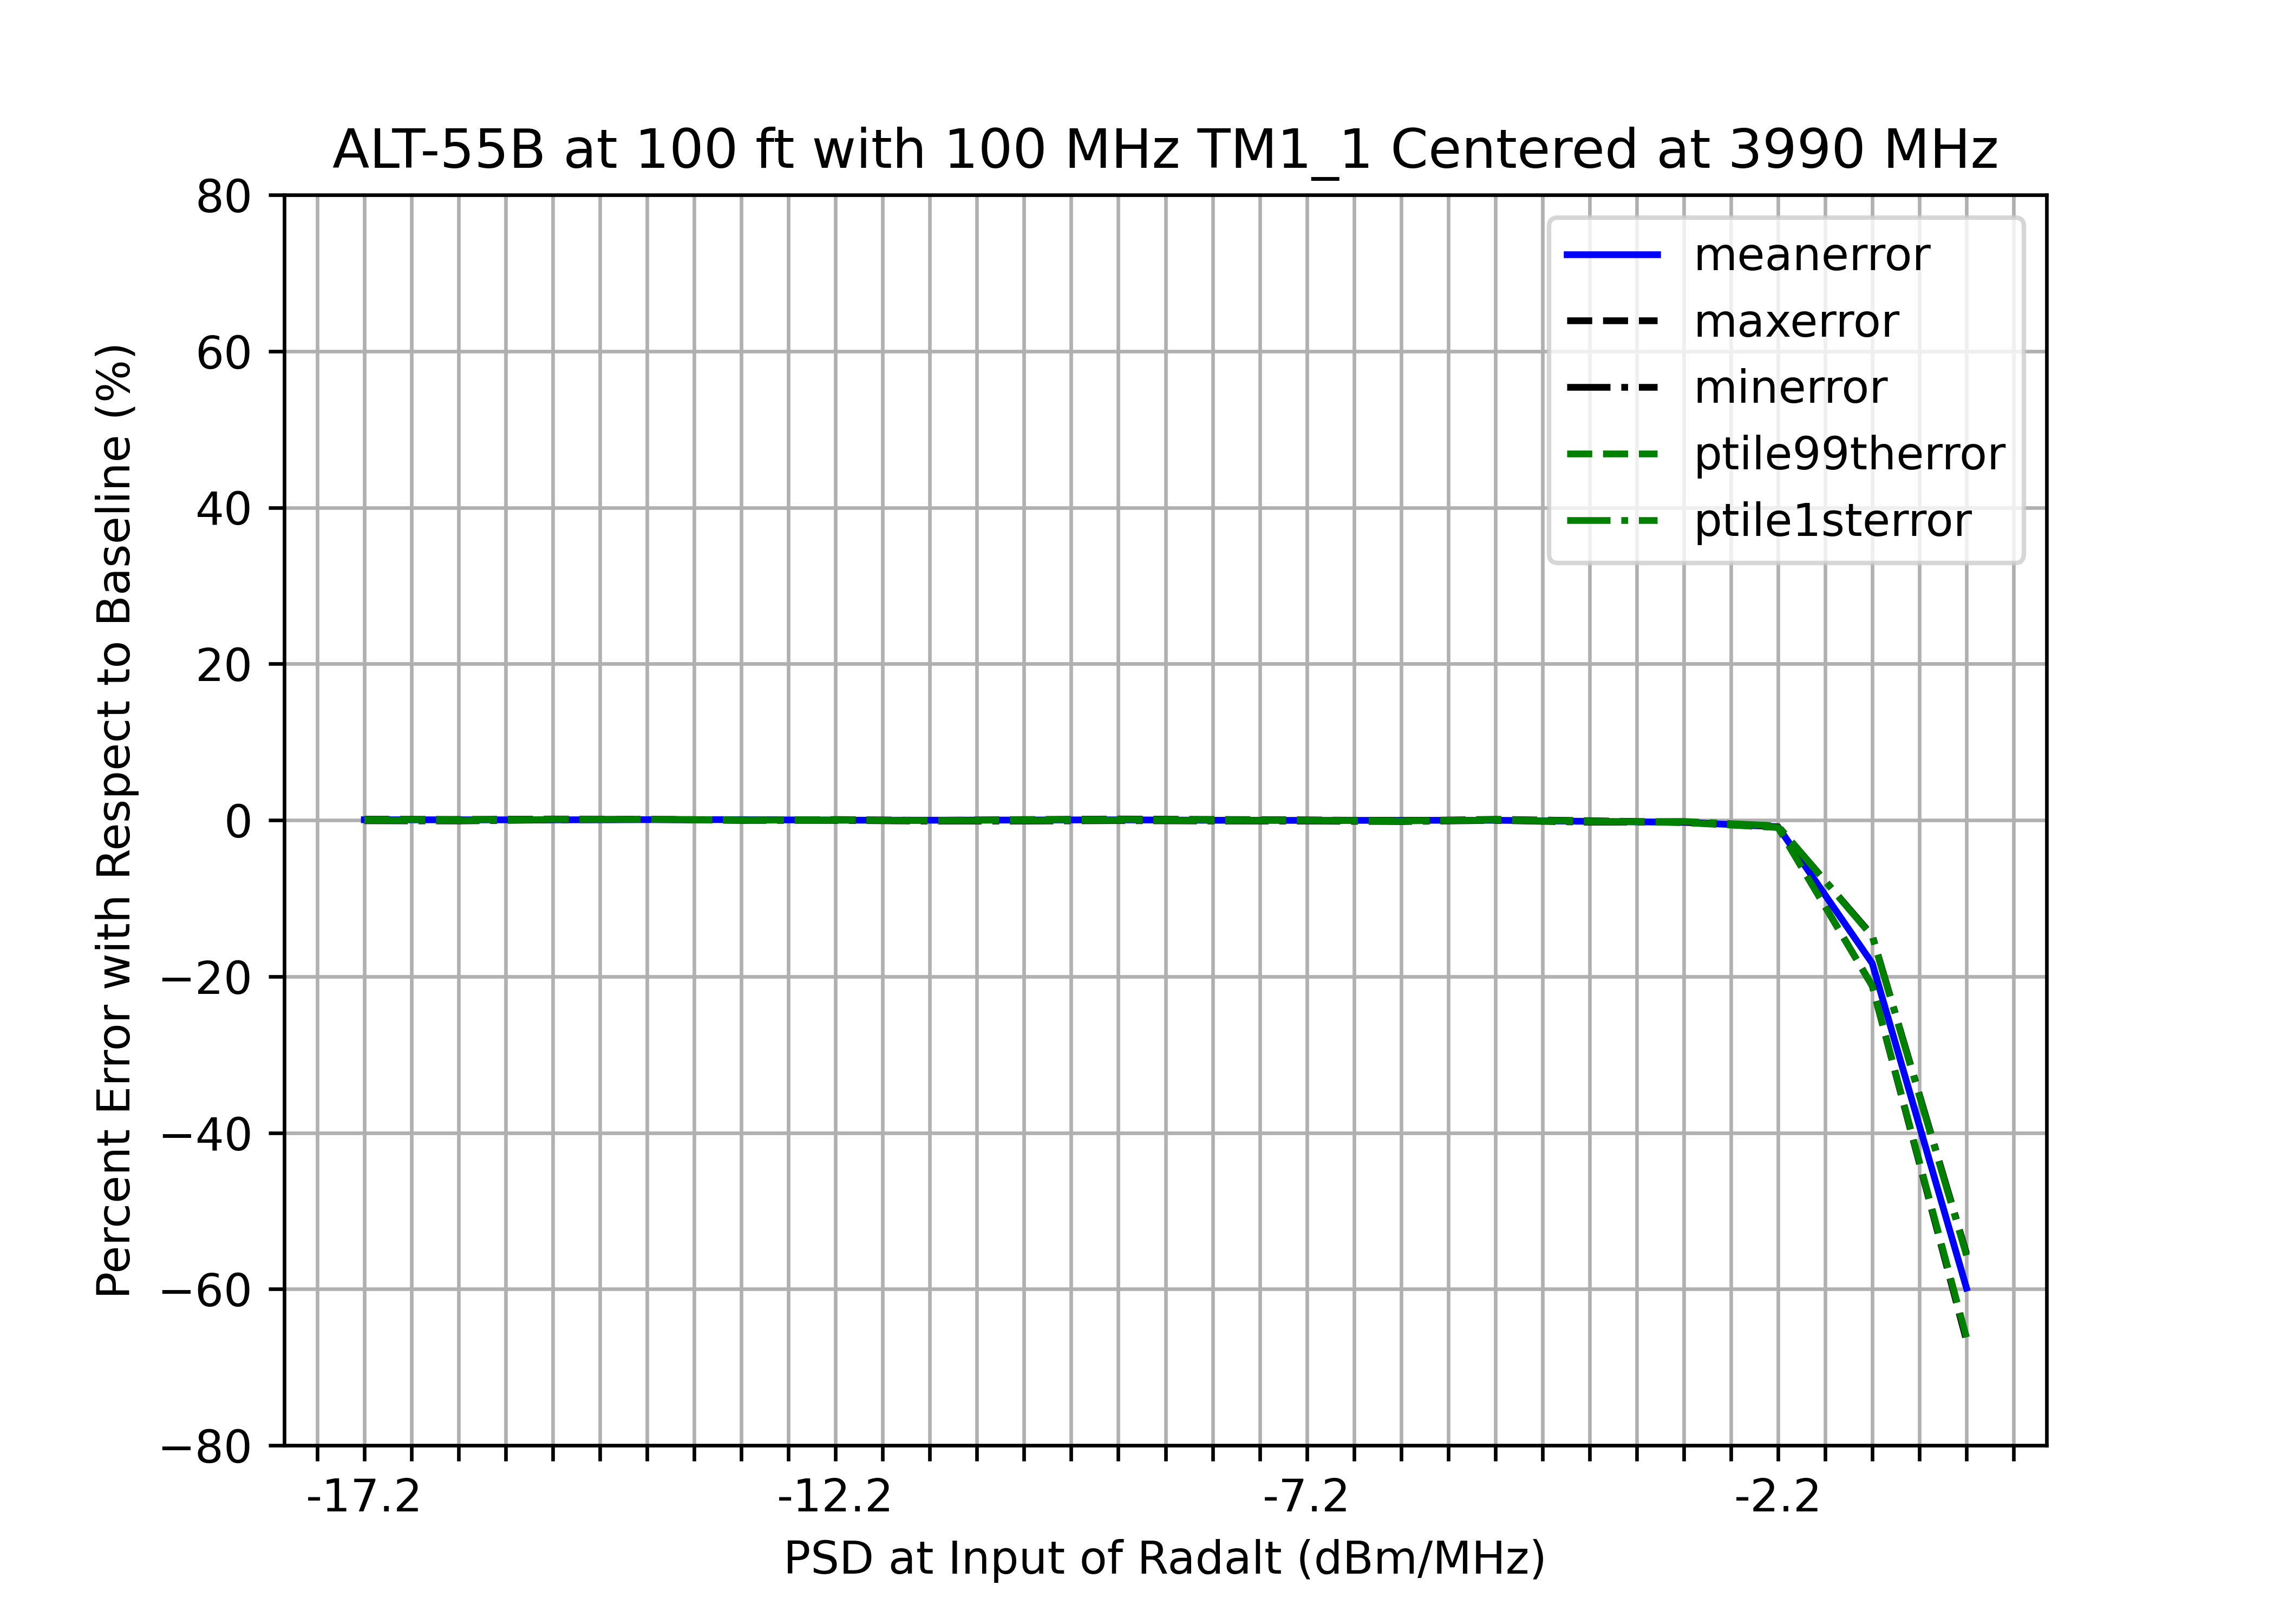 ALT-55B at 100 ft with 100 MHz TM1_1 Centered at 3990 MHz
Percent Error with Respect to Baseline (%)
80
60
40
20
0
−20
−40
−60
−80
meanerror
maxerror
minerror
ptile99therror
ptile1sterror
-17.2
-12.2
-7.2
-2.2
PSD at Input of Radalt (dBm/MHz)